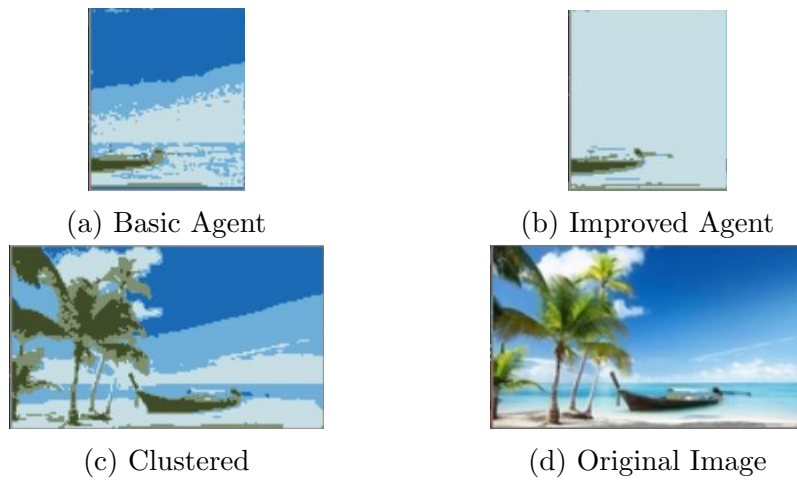 (a) Basic Agent
(b) Improved Agent
(c) Clustered
(d) Original Image